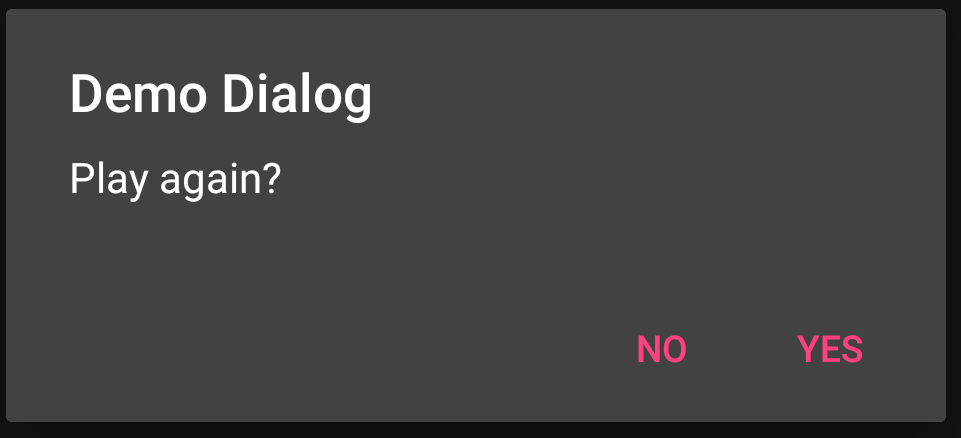 Demo Dialog
Play again?
NO YES